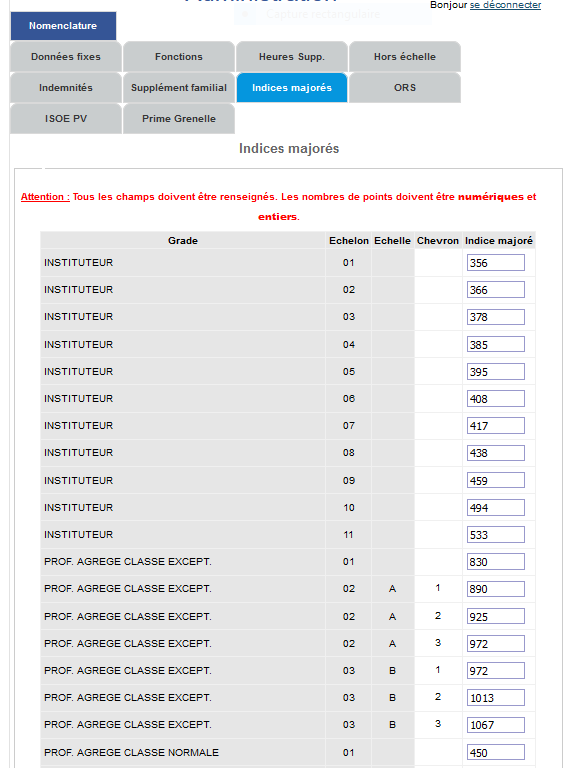 Bonjour se déconnecter
Nomenclature
Données fixes Fonctions Heures Supp. Hors échelle
Indemnités Supplément familial Indices majorés ORS
ISOE PV Prime Grenelle
Indices majorés
Attention : Tous les champs doivent être renseignés. Les nombres de points doivent être numériques et
entiers.
Grade Echelon Echelle Chevron Indice majoré
INSTITUTEUR 01 356
INSTITUTEUR 02 366
INSTITUTEUR 03 378
INSTITUTEUR 04 385
INSTITUTEUR 05 395
INSTITUTEUR 06 408
INSTITUTEUR 07 417
INSTITUTEUR 08 438
INSTITUTEUR 09 459
INSTITUTEUR 10 494
INSTITUTEUR 11 533
PROF. AGREGE CLASSE EXCEPT. 01 830
PROF. AGREGE CLASSE EXCEPT. 02 A 1 890
PROF. AGREGE CLASSE EXCEPT. 02 A 2 925
PROF. AGREGE CLASSE EXCEPT. 02 A 3 972
PROF. AGREGE CLASSE EXCEPT. 03 B 1 972
PROF. AGREGE CLASSE EXCEPT. 03 B 2 1013
PROF. AGREGE CLASSE EXCEPT. 03 B 3 1067
PROF. AGREGE CLASSE NORMALE 01 450